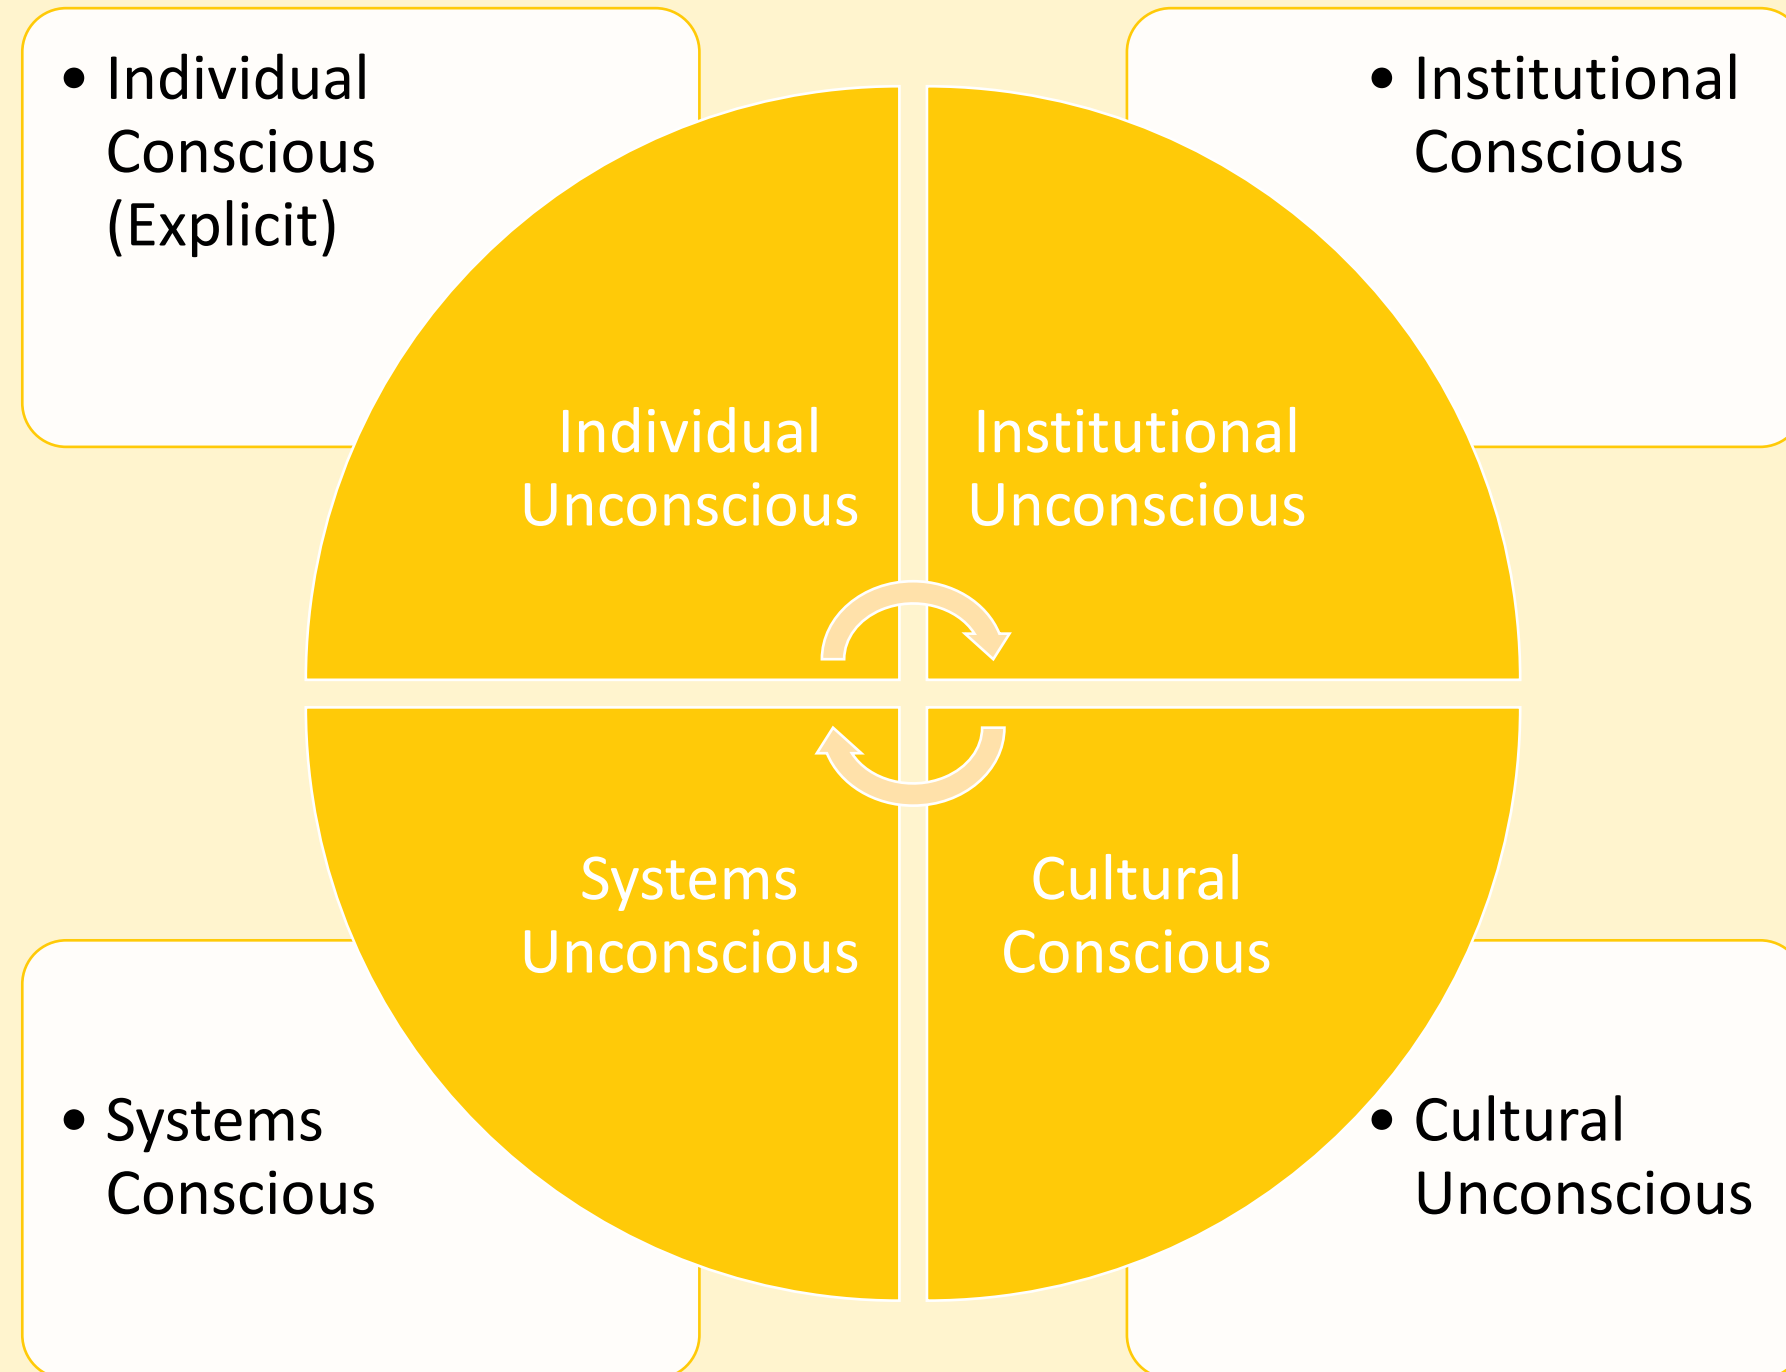 • Individual
Conscious
(Explicit)
• Institutional
Conscious
Individual
Unconscious
Institutional
Unconscious
Systems
Unconscious
Cultural
Conscious
• Systems
Conscious
• Cultural
Unconscious